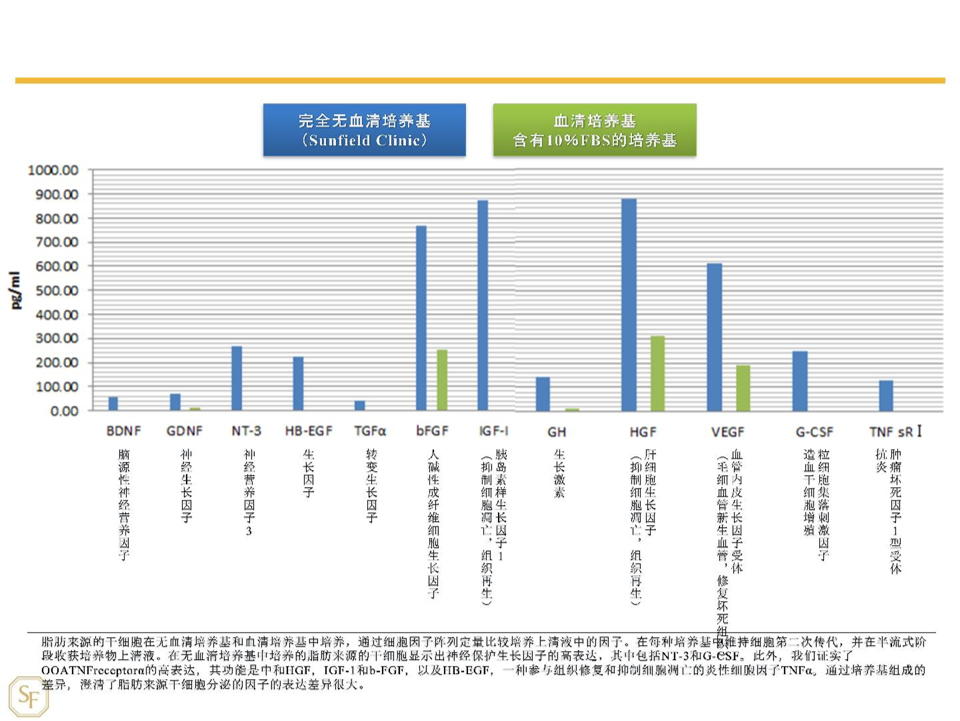 完全无血清培养基
（Sunfield Clinic）
血清培养基
含有10%FBS的培养基
1000.00
900.00
800.00
700.00
600.00
500.00
400.00
300.00
200.00
100.00
0.00
pg/ml
BDNF
GDNF
NT-3
HB-EGF
TGFα
bFGF
IGF-I
GH
HGF
VEGF
G-CSF
TNF sR I
脑源性神经营养因子
神经生长因子
神经营养因子3
生长因子
转变生长因子
人碱性成纤维细胞生长因子
胰岛素样生长因子1
（抑制细胞凋亡，组织再生）
生长激素
肝细胞生长因子
（抑制细胞凋亡，组织再生）
血管内皮生长因子受体
（毛细血管新生血管，修复坏死组
粒细胞集落刺激因子
造血干细胞增殖
肿瘤坏死因子1型受体
抗炎
脂肪来源的干细胞在无血清培养基和血清培养基中培养，通过细胞因子阵列定量比较培养上清液中的因子。在每种培养基中维持细胞第二次传代，并在半流式阶
段收获培养物上清液。在无血清培养基中培养的脂肪来源的干细胞显示出神经保护生长因子的高表达，其中包括NT-3和G-CSF。此外，我们证实了
OOATNFreceptorα的高表达，其功能是中和HGF，IGF-1和b-FGF，以及HB-EGF，一种参与组织修复和抑制细胞凋亡的炎性细胞因子TNFα。通过培养基组成的
差异，澄清了脂肪来源干细胞分泌的因子的表达差异很大。
SF